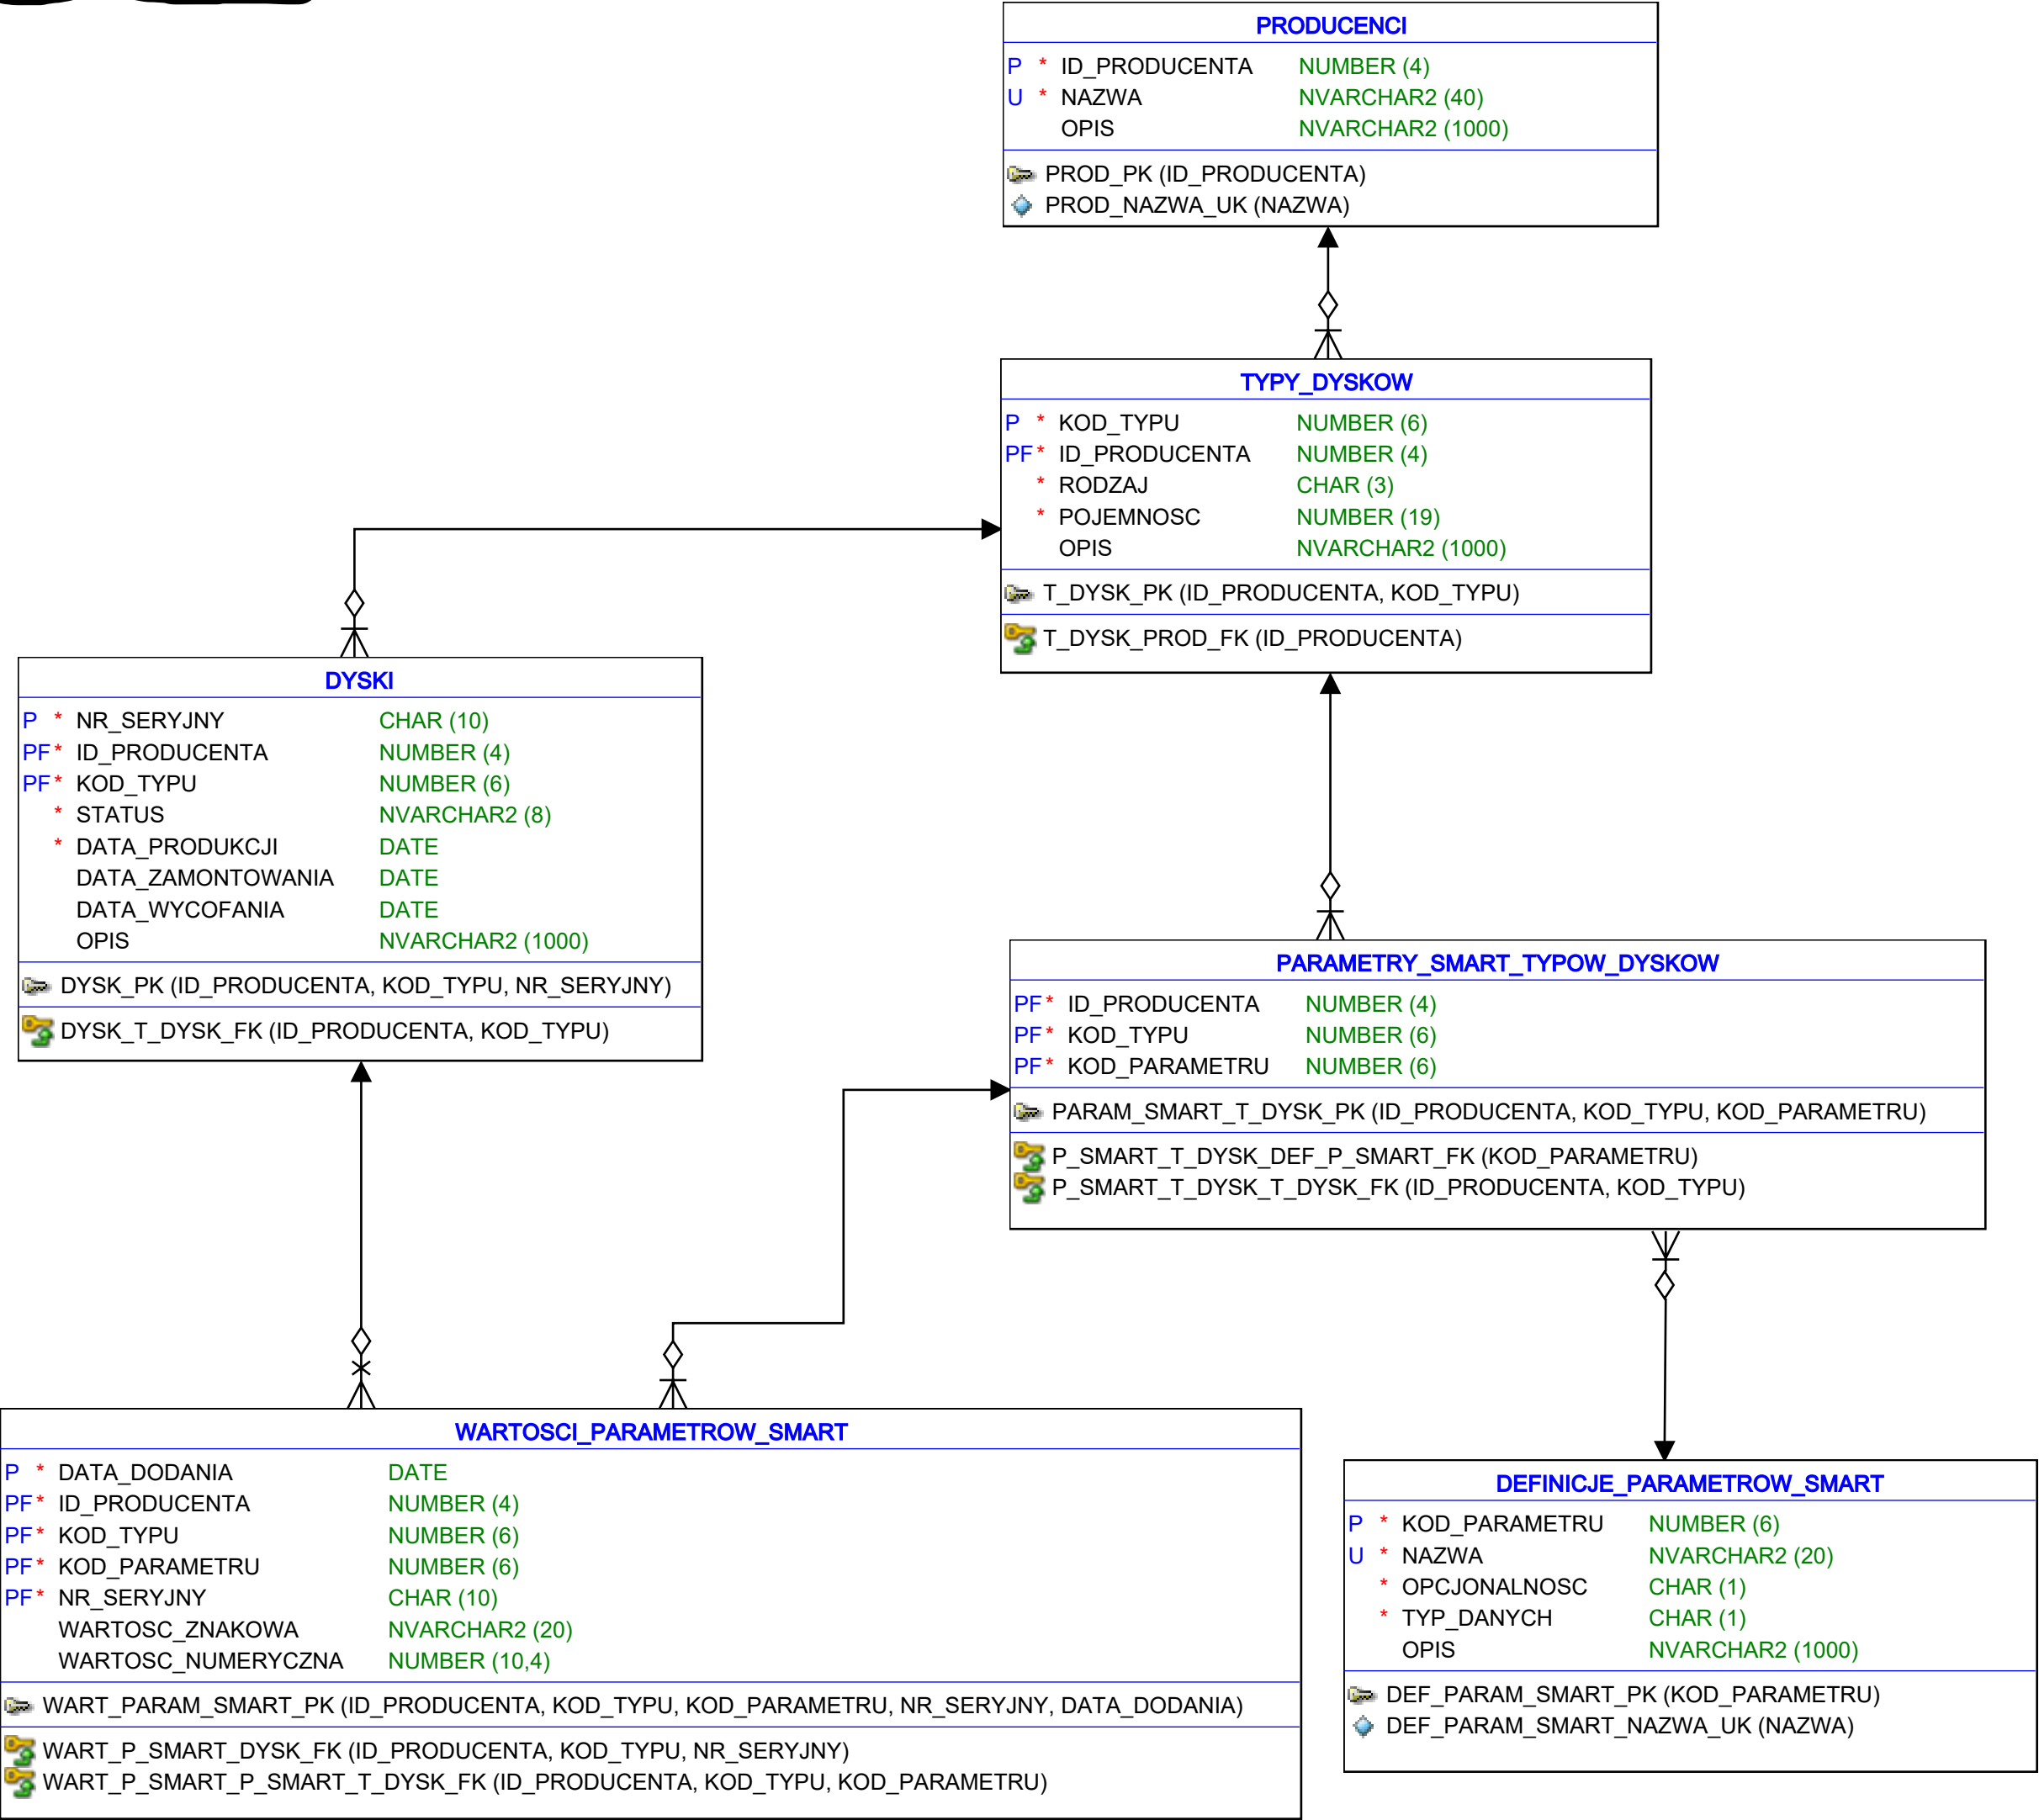 PRODUCENCI
P * ID_PRODUCENTA NUMBER (4)
U * NAZWA NVARCHAR2 (40)
OPIS NVARCHAR2 (1000)
PROD_PK (ID_PRODUCENTA)
PROD_NAZWA_UK (NAZWA)
TYPY_DYSKOW
P * KOD_TYPU NUMBER (6)
PF* ID_PRODUCENTA NUMBER (4)
* RODZAJ CHAR (3)
* POJEMNOSC NUMBER (19)
OPIS NVARCHAR2 (1000)
T_DYSK_PK (ID_PRODUCENTA, KOD_TYPU)
T_DYSK_PROD_FK (ID_PRODUCENTA)
DYSKI
P * NR_SERYJNY CHAR (10)
PF* ID_PRODUCENTA NUMBER (4)
PF* KOD_TYPU NUMBER (6)
* STATUS NVARCHAR2 (8)
* DATA_PRODUKCJI DATE
DATA_ZAMONTOWANIA DATE
DATA_WYCOFANIA DATE
OPIS NVARCHAR2 (1000)
DYSK_PK (ID_PRODUCENTA, KOD_TYPU, NR_SERYJNY)
DYSK_T_DYSK_FK (ID_PRODUCENTA, KOD_TYPU)
PARAMETRY_SMART_TYPOW_DYSKOW
PF* ID_PRODUCENTA NUMBER (4)
PF* KOD_TYPU NUMBER (6)
PF* KOD_PARAMETRU NUMBER (6)
PARAM_SMART_T_DYSK_PK (ID_PRODUCENTA, KOD_TYPU, KOD_PARAMETRU)
P_SMART_T_DYSK_DEF_P_SMART_FK (KOD_PARAMETRU)
P_SMART_T_DYSK_T_DYSK_FK (ID_PRODUCENTA, KOD_TYPU)
WARTOSCI_PARAMETROW_SMART
P * DATA_DODANIA DATE
PF* ID_PRODUCENTA NUMBER (4)
PF* KOD_TYPU NUMBER (6)
PF* KOD_PARAMETRU NUMBER (6)
PF* NR_SERYJNY CHAR (10)
WARTOSC_ZNAKOWA NVARCHAR2 (20)
WARTOSC_NUMERYCZNA NUMBER (10,4)
WART_PARAM_SMART_PK (ID_PRODUCENTA, KOD_TYPU, KOD_PARAMETRU, NR_SERYJNY, DATA_DODANIA)
WART_P_SMART_DYSK_FK (ID_PRODUCENTA, KOD_TYPU, NR_SERYJNY)
WART_P_SMART_P_SMART_T_DYSK_FK (ID_PRODUCENTA, KOD_TYPU, KOD_PARAMETRU)
DEFINICJE_PARAMETROW_SMART
P * KOD_PARAMETRU NUMBER (6)
U * NAZWA NVARCHAR2 (20)
* OPCJONALNOSC CHAR (1)
* TYP_DANYCH CHAR (1)
OPIS NVARCHAR2 (1000)
DEF_PARAM_SMART_PK (KOD_PARAMETRU)
DEF_PARAM_SMART_NAZWA_UK (NAZWA)